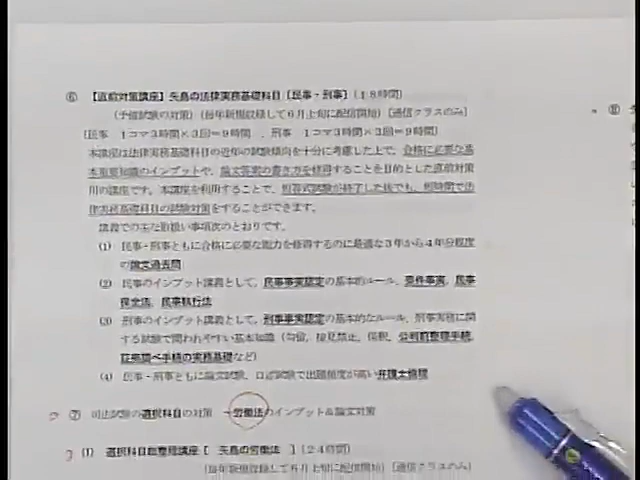 ⑥ 【直前対策講座】矢島の法律実務基礎科目〔民事・刑事〕(18時間)
(予備試験の対策)(毎年新規収録して6月上旬に配信開始)[通信クラスのみ]
[民事 1コマ3時間×3回=9時間 、刑事 1コマ3時間×3回=9時間]
本講座は法律実務基礎科目の近年の試験傾向を十分に考慮した上で、合格に必要な基
本重要知識のインプットや、論文答案の書き方を修得することを目的とした直前対策
用の講座です。本講座を利用することで、短答式試験が終了した後でも、短時間で法
律実務基礎科目の試験対策をすることができます。
講義での主な取扱い事項次のとおりです。
(1) 民事・刑事ともに合格に必要な能力を修得するのに最適な3年から4年分程度
の論文過去問
(2) 民事のインプット講義として、民事事実認定の基本的ルール、要件事実、民事
保全法、民事執行法
(3) 刑事のインプット講義として、刑事事実認定の基本的なルール、刑事実務に関
する試験で問われやすい基本知識(勾留、接見禁止、保釈、公判前整理手続、
証拠調べ手続の実務基礎など)
(4) 民事・刑事ともに論文試験、口述試験で出題頻度が高い弁護士倫理
⑦ 司法試験の選択科目の対策 →労働法のインプット&論文対策
(1) 選択科目総整理講座[ 矢島の労働法 ](24時間)
(毎年新規収録して6月上旬に配信開始)[通信クラスのみ]
⑧